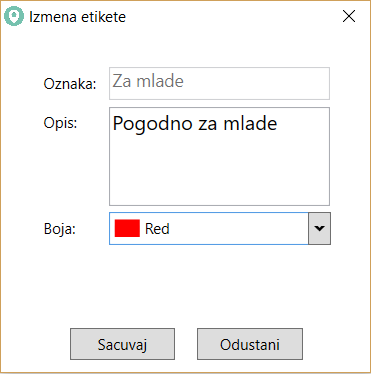 Izmena etikete
Oznaka: Za mlade
Opis: Pogodno za mlade
Boja: Red
Sacuvaj Odustani